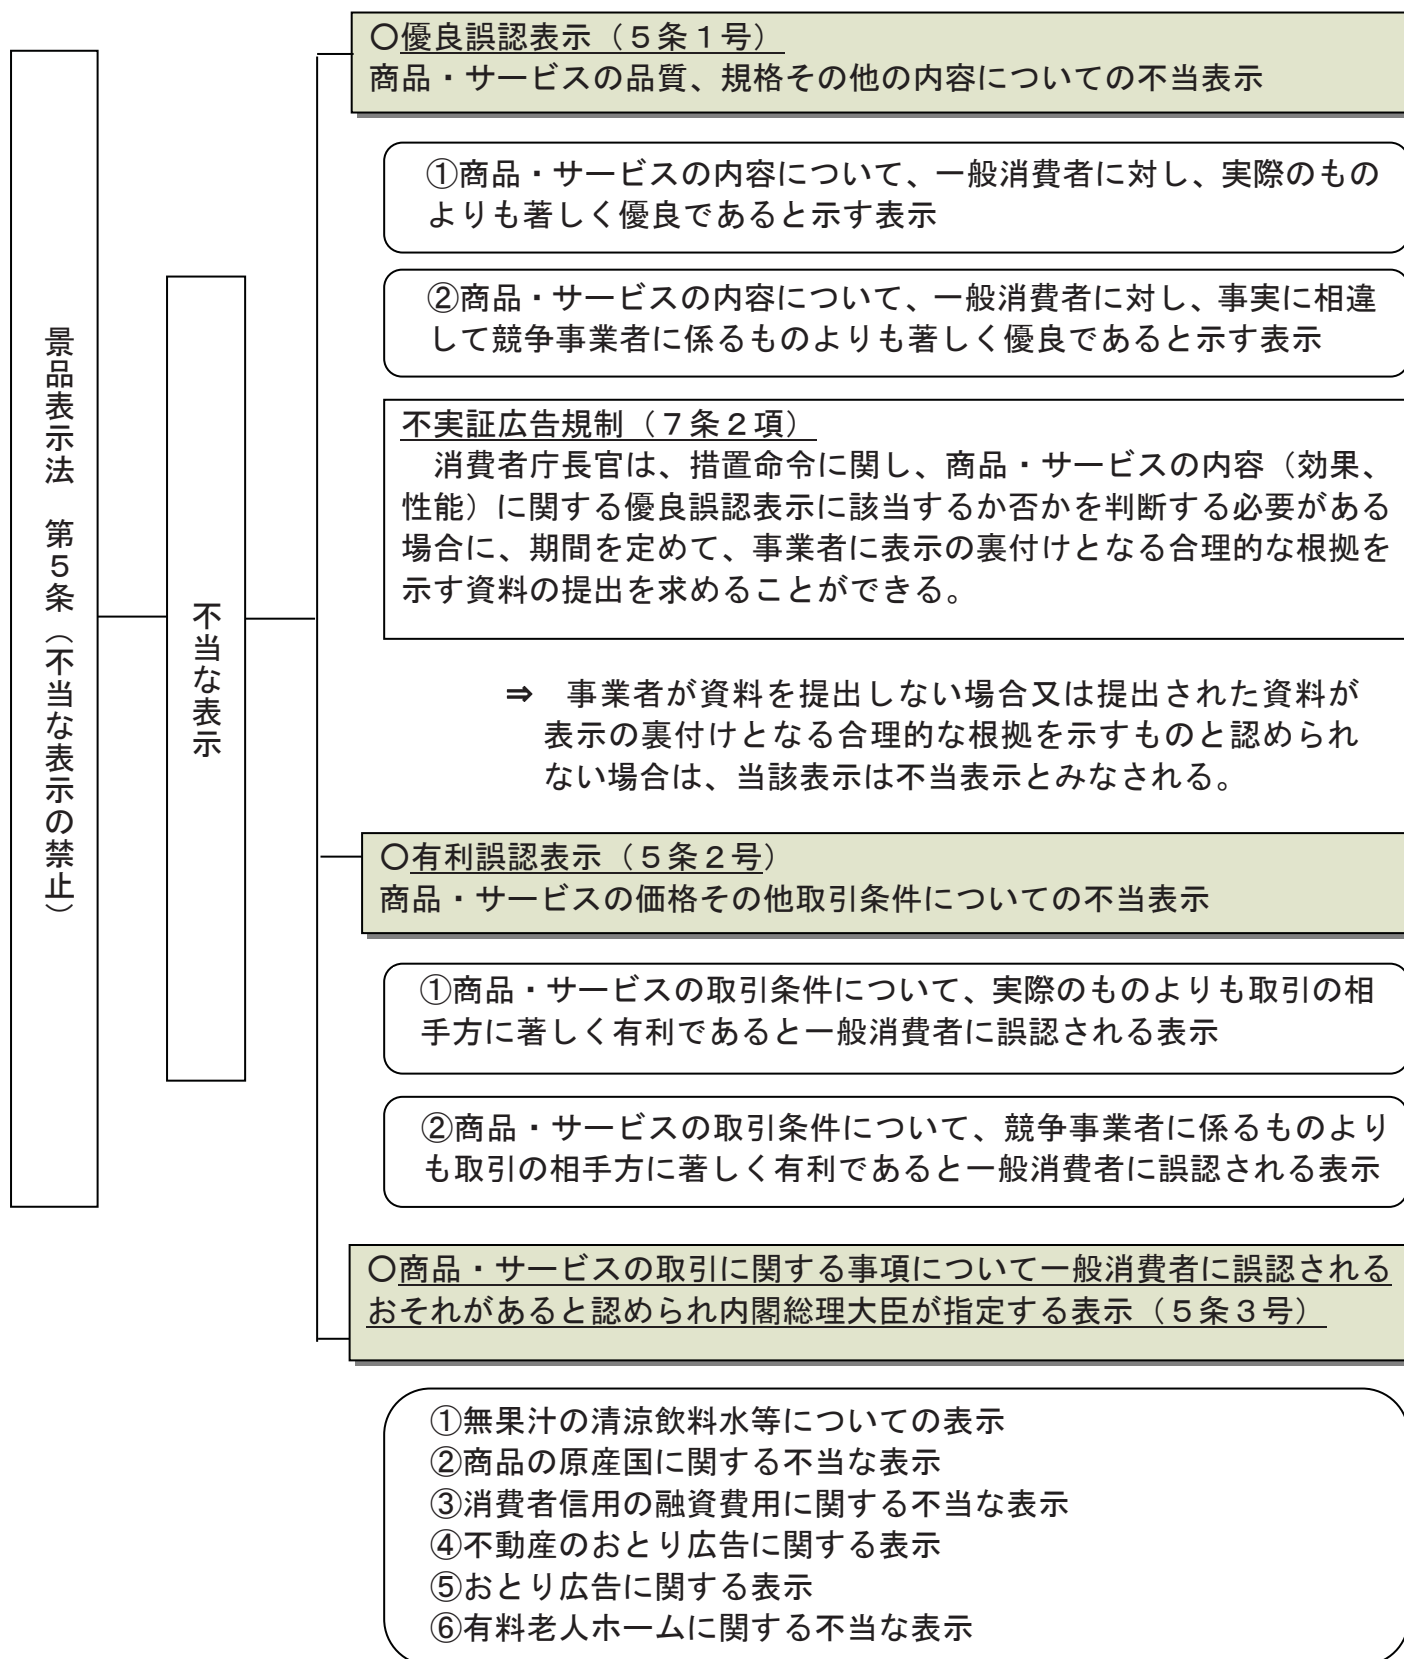 景品表示法　第５条（不当な表示の禁止）
不当な表示
○優良誤認表示（５条１号）
商品・サービスの品質、規格その他の内容についての不当表示
①商品・サービスの内容について、一般消費者に対し、実際のもの
よりも著しく優良であると示す表示
②商品・サービスの内容について、一般消費者に対し、事実に相違
して競争事業者に係るものよりも著しく優良であると示す表示
不実証広告規制（７条２項）
　消費者庁長官は、措置命令に関し、商品・サービスの内容（効果、
性能）に関する優良誤認表示に該当するか否かを判断する必要がある
場合に、期間を定めて、事業者に表示の裏付けとなる合理的な根拠を
示す資料の提出を求めることができる。
⇒　事業者が資料を提出しない場合又は提出された資料が
表示の裏付けとなる合理的な根拠を示すものと認められ
ない場合は、当該表示は不当表示とみなされる。
○有利誤認表示（５条２号）
商品・サービスの価格その他取引条件についての不当表示
①商品・サービスの取引条件について、実際のものよりも取引の相
手方に著しく有利であると一般消費者に誤認される表示
②商品・サービスの取引条件について、競争事業者に係るものより
も取引の相手方に著しく有利であると一般消費者に誤認される表示
○商品・サービスの取引に関する事項について一般消費者に誤認される
おそれがあると認められ内閣総理大臣が指定する表示（５条３号）
①無果汁の清涼飲料水等についての表示
②商品の原産国に関する不当な表示
③消費者信用の融資費用に関する不当な表示
④不動産のおとり広告に関する表示
⑤おとり広告に関する表示
⑥有料老人ホームに関する不当な表示